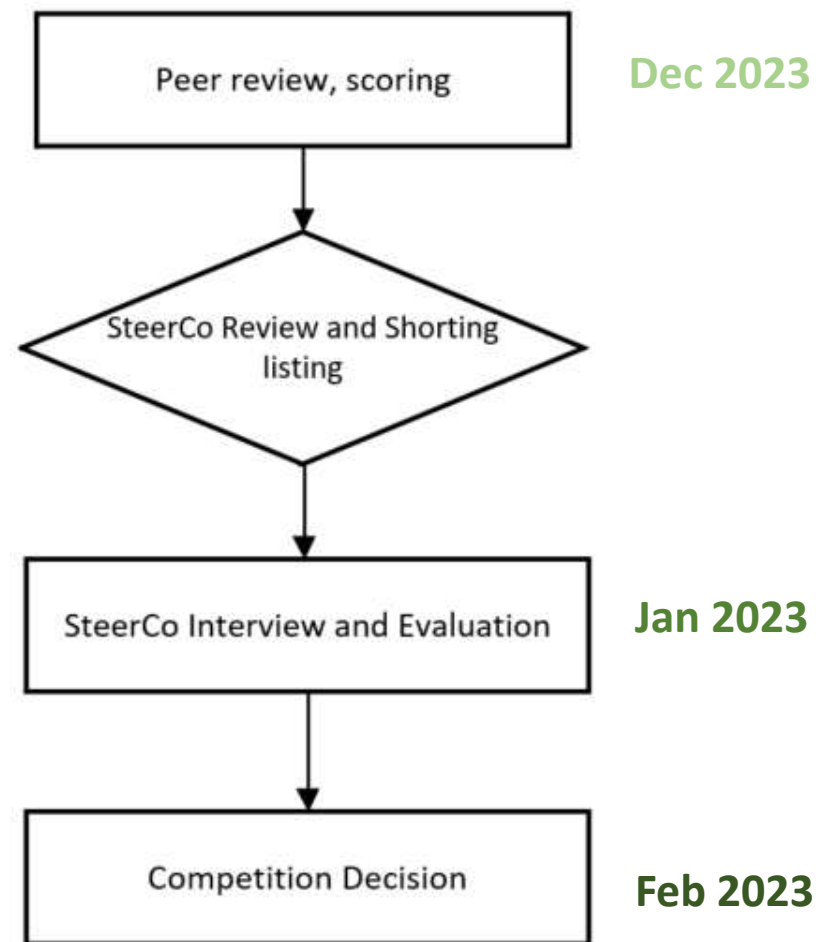 Peer review, scoring
Dec 2023
SteerCo Review and Shorting
listing
SteerCo Interview and Evaluation
Jan 2023
Competition Decision
Feb 2023